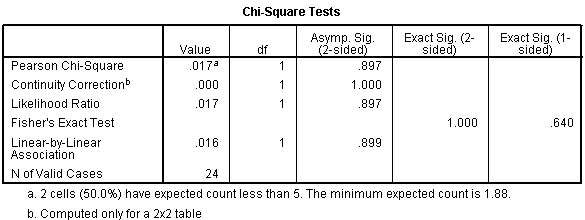 Chi-Square Tests
Value df Asymp. Sig. (2-sided) Exact Sig. (2-sided) Exact Sig. (1-sided)
Pearson Chi-Square .017a 1 .897
Continuity Correctionb .000 1 1.000
Likelihood Ratio .017 1 .897
Fisher's Exact Test 1.000 .640
Linear-by-Linear Association .016 1 .899
N of Valid Cases 24
a. 2 cells (50.0%) have expected count less than 5. The minimum expected count is 1.88.
b. Computed only for a 2x2 table